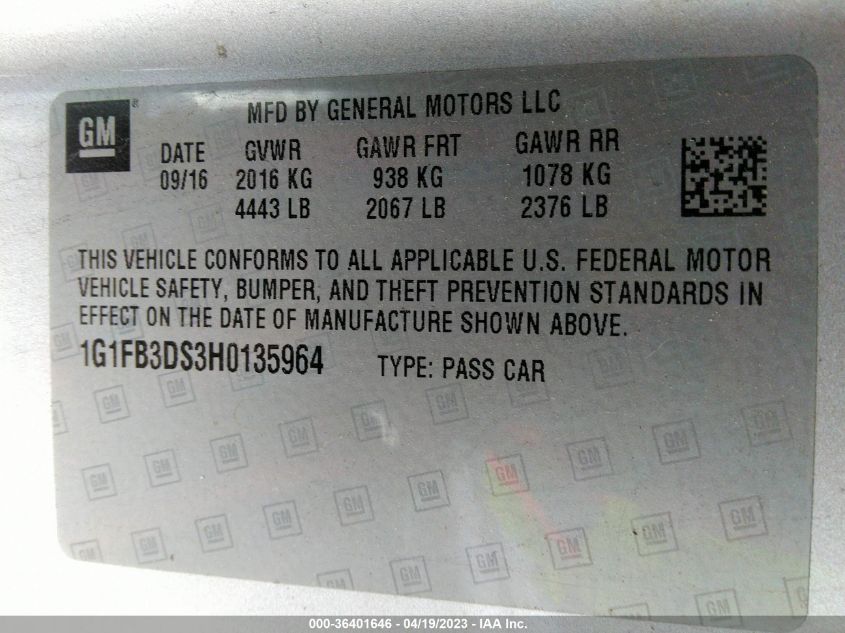 GM
MFD BY GENERAL MOTORS LLC
DATE GVWR GAWR FRT GAWR RR
09/16 2016 KG 938 KG 1078 KG
4443 LB 2067 LB 2376 LB
THIS VEHICLE CONFORMS TO ALL APPLICABLE U.S. FEDERAL MOTOR
VEHICLE SAFETY, BUMPER, AND THEFT PREVENTION STANDARDS IN
EFFECT ON THE DATE OF MANUFACTURE SHOWN ABOVE.
1G1FB3DS3H0135964 TYPE: PASS CAR
000-36401646 - 04/19/2023 - IAA Inc.